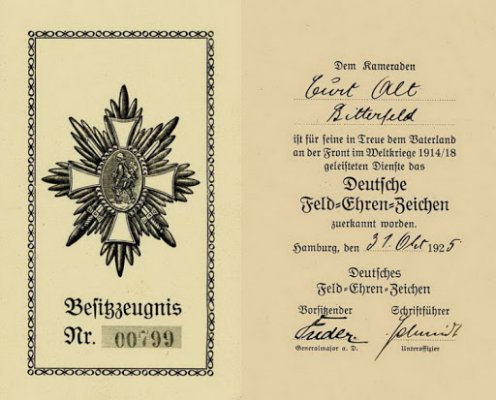 Besitzzeugnis
Nr. 00799
Dem Kameraden
Curt Alt
Bitterfeld
ist für seine in Treue dem Vaterland
an der Front im Weltkriege 1914/18
geleisteten Dienste das
Deutsche
Feld-Ehren-Zeichen
zuerkannt worden.
Hamburg, den 31. Okt 1925
Deutsches
Feld-Ehren-Zeichen
Vorsitzender Schriftführer
Schmidt
Generalmajor a. D. Unteroffizier